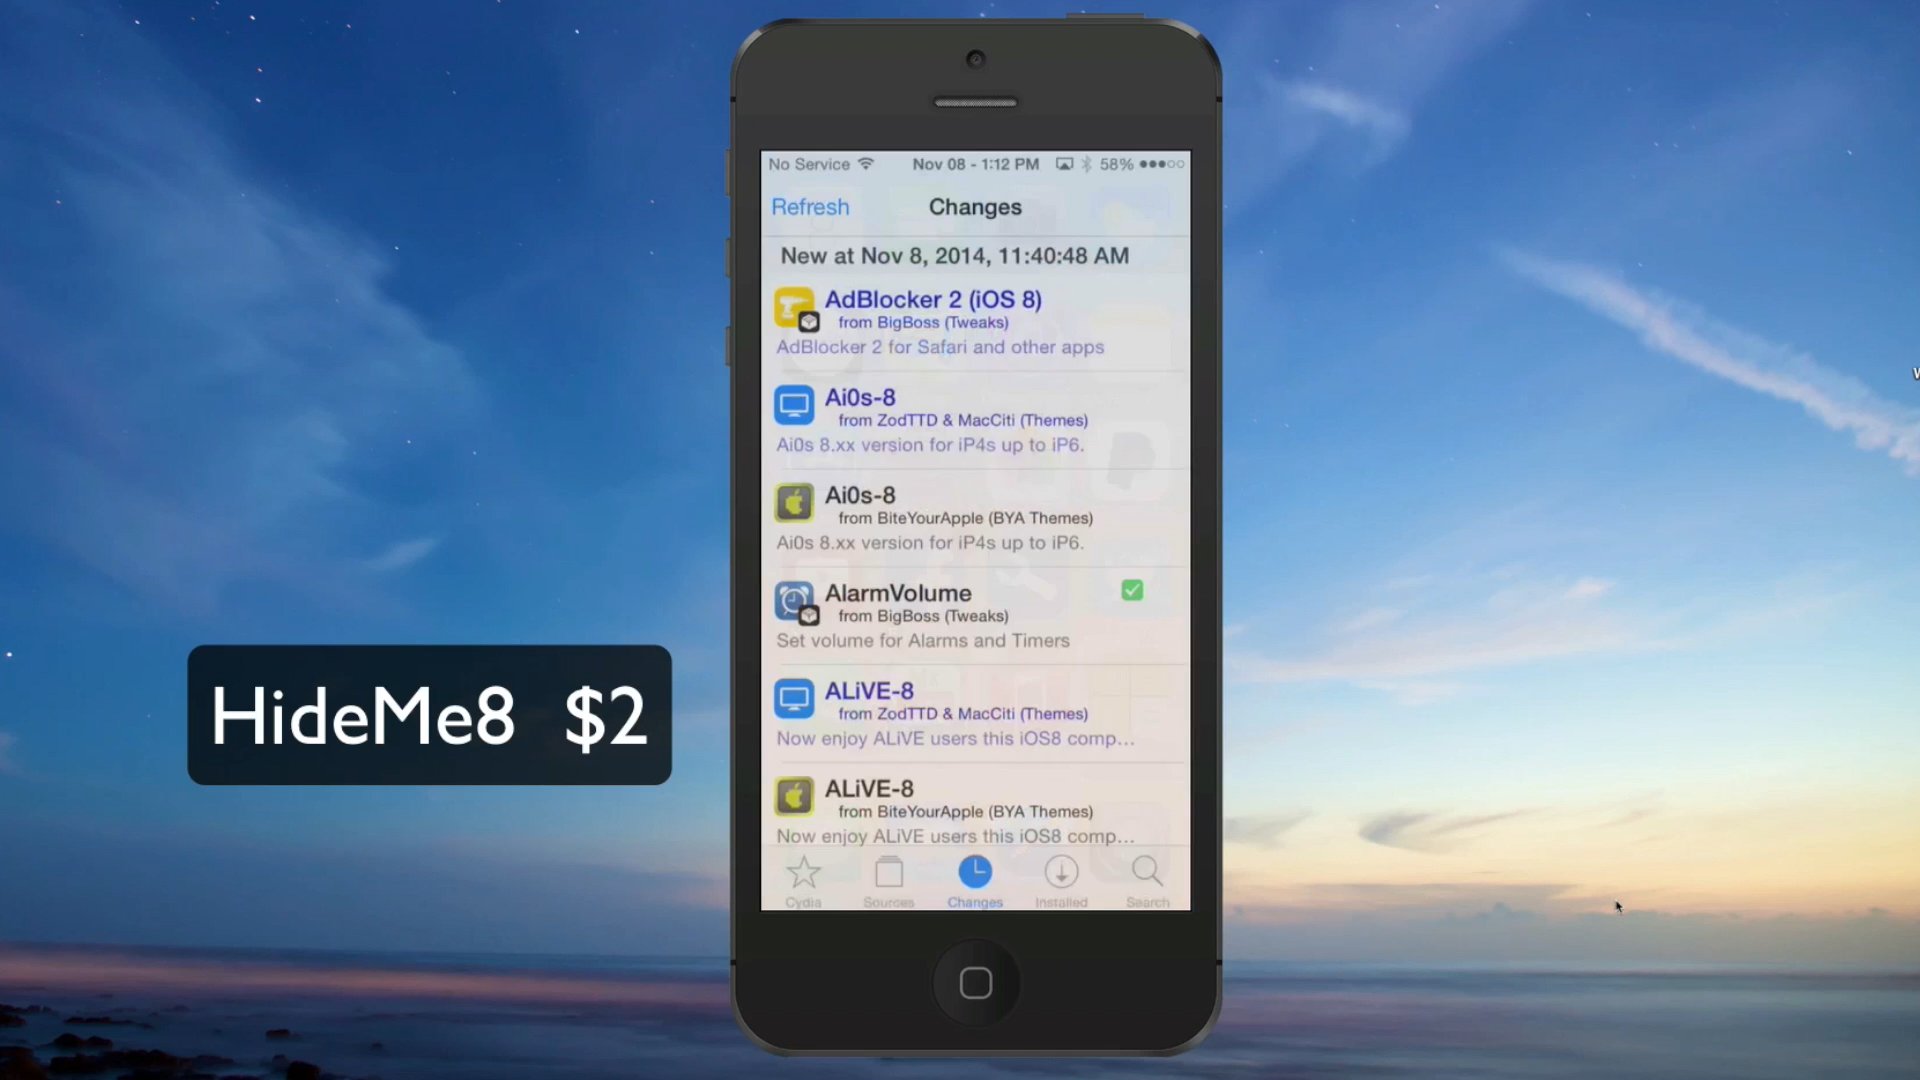 No Service Nov 08 - 1:12 PM 58%
Refresh Changes
New at Nov 8, 2014, 11:40:48 AM
AdBlocker 2 (iOS 8)
from BigBoss (Tweaks)
AdBlocker 2 for Safari and other apps
Ai0s-8
from ZodTTD & MacCiti (Themes)
Ai0s 8.xx version for iP4s up to iP6.
Ai0s-8
from BiteYourApple (BYA Themes)
Ai0s 8.xx version for iP4s up to iP6.
AlarmVolume
from BigBoss (Tweaks)
Set volume for Alarms and Timers
ALiVE-8
from ZodTTD & MacCiti (Themes)
Now enjoy ALiVE users this iOS8 comp...
ALiVE-8
from BiteYourApple (BYA Themes)
Now enjoy ALiVE users this iOS8 comp...
Cydia Sources Changes Installed Search
HideMe8 $2